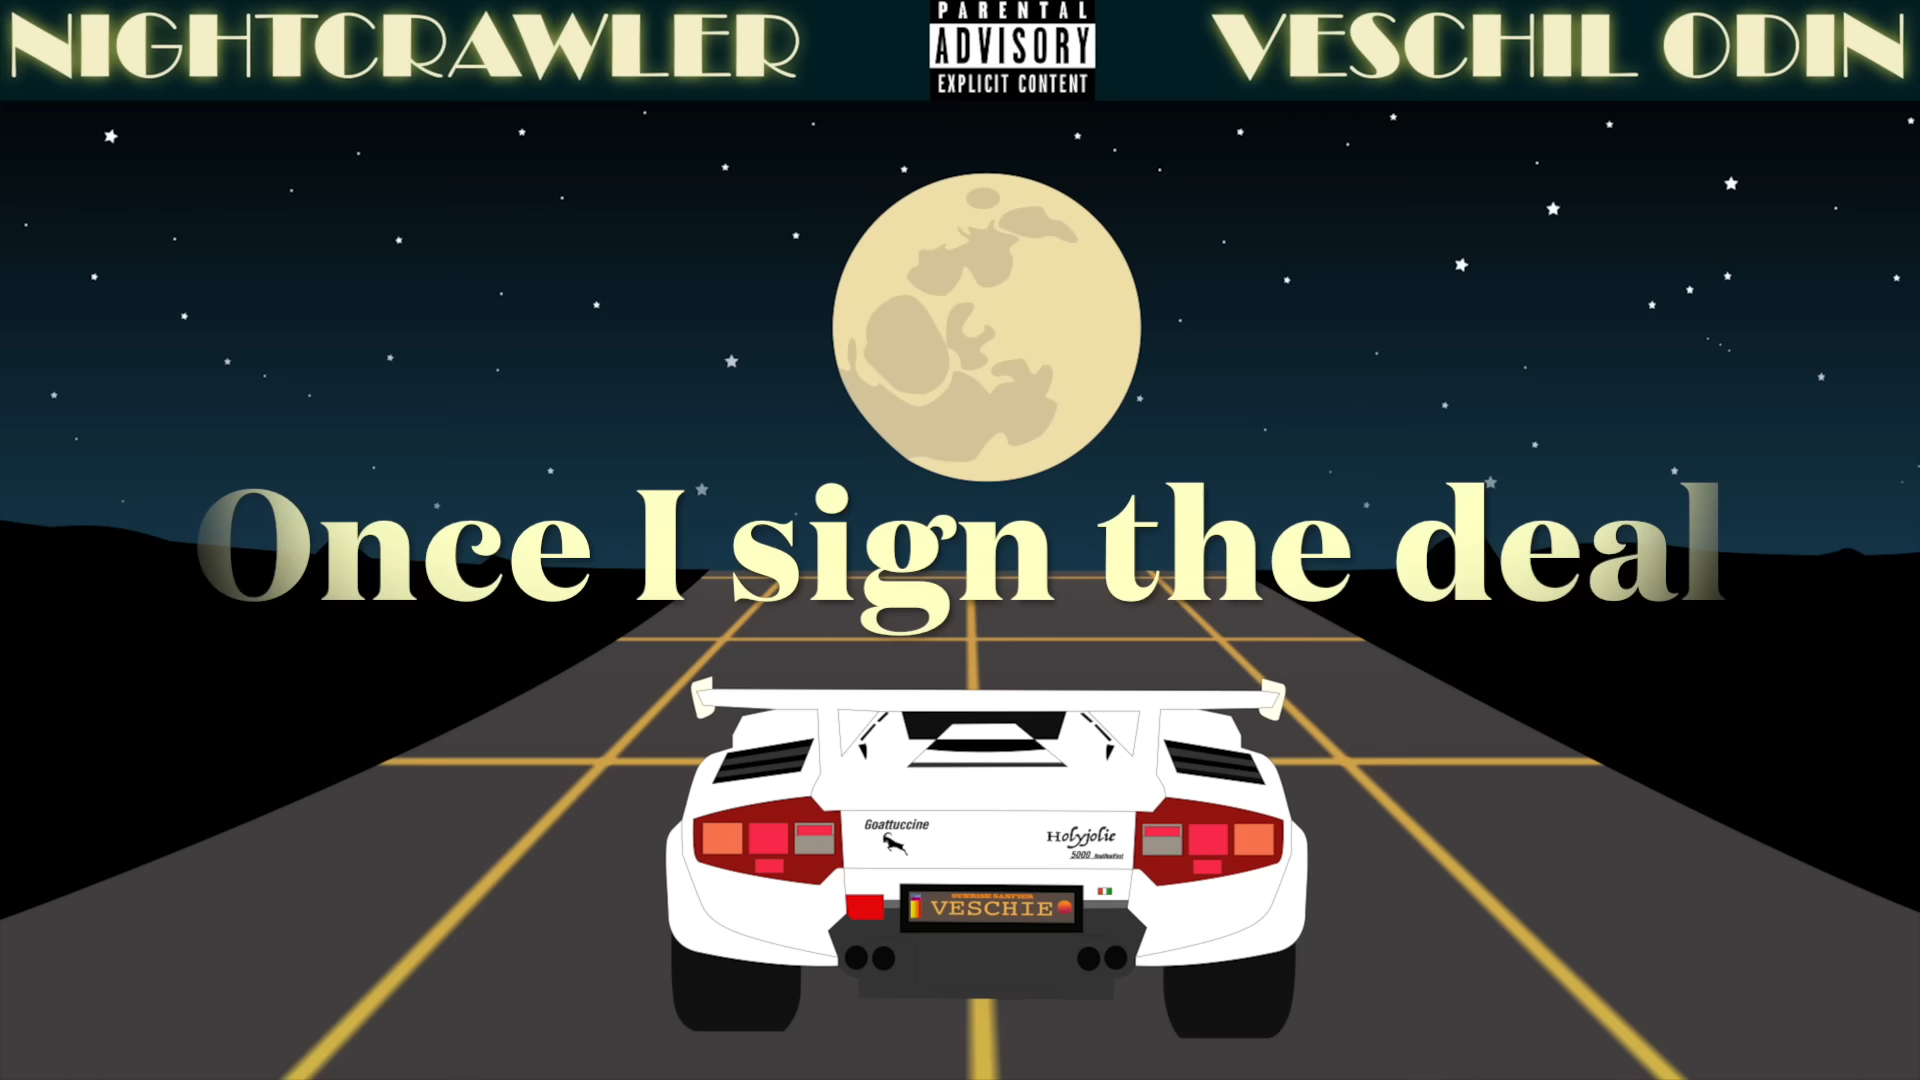 NIGHTCRAWLER
PARENTAL
ADVISORY
EXPLICIT CONTENT
VESCHIL ODIN
Once I sign the deal
Goattuccine
Holyjolie
5000
VESCHIE